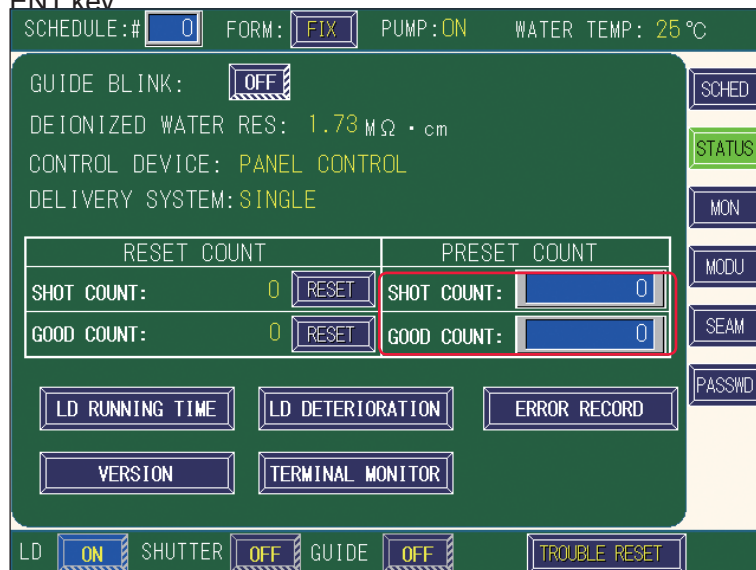 ENT key
SCHEDULE:# 0 FORM: FIX PUMP:ON WATER TEMP: 25 °C
GUIDE BLINK: OFF
DEIONIZED WATER RES: 1.73 MΩ・cm
CONTROL DEVICE: PANEL CONTROL
DELIVERY SYSTEM:SINGLE
RESET COUNT PRESET COUNT
SHOT COUNT: 0 RESET SHOT COUNT: 0
GOOD COUNT: 0 RESET GOOD COUNT: 0
LD RUNNING TIME LD DETERIORATION ERROR RECORD
VERSION TERMINAL MONITOR
SCHED
STATUS
MON
MODU
SEAM
PASSWD
LD ON SHUTTER OFF GUIDE OFF TROUBLE RESET